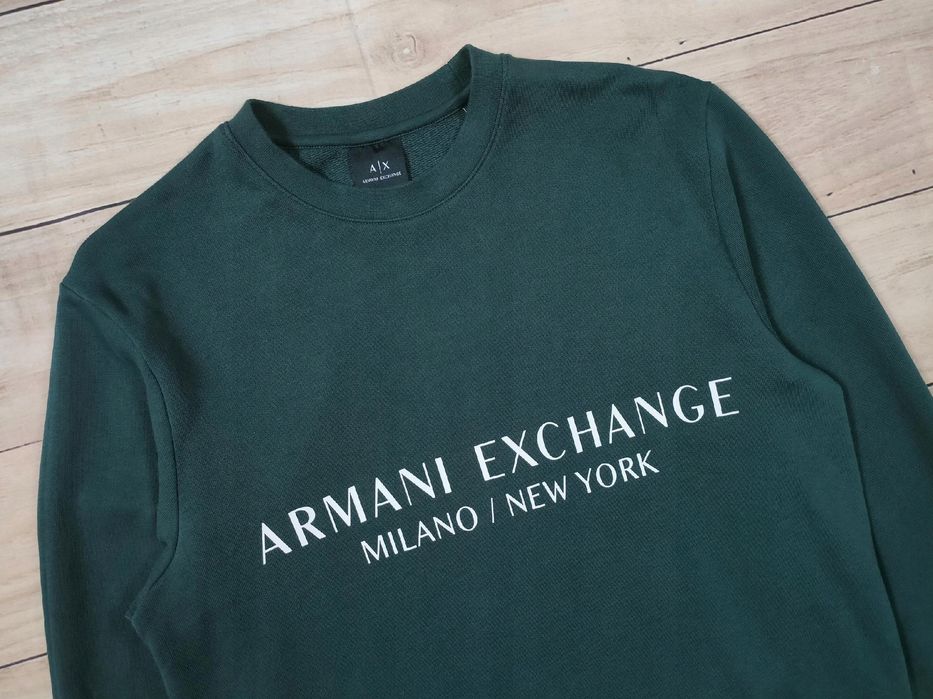 A|X
ARMANI EXCHANGE
ARMANI EXCHANGE
MILANO / NEW YORK